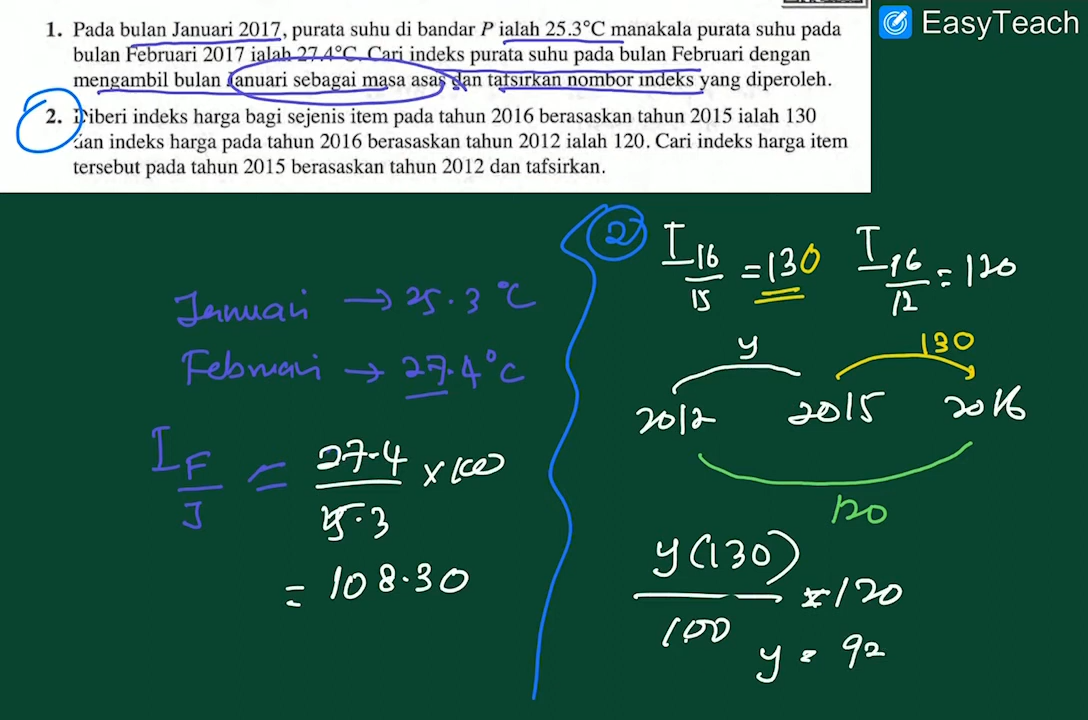 EasyTeach
1. Pada bulan Januari 2017, purata suhu di bandar P ialah 25.3°C manakala purata suhu pada
bulan Februari 2017 ialah 27.4°C. Cari indeks purata suhu pada bulan Februari dengan
mengambil bulan Januari sebagai masa asas dan tafsirkan nombor indeks yang diperoleh.
2. Diberi indeks harga bagi sejenis item pada tahun 2016 berasaskan tahun 2015 ialah 130
dan indeks harga pada tahun 2016 berasaskan tahun 2012 ialah 120. Cari indeks harga item
tersebut pada tahun 2015 berasaskan tahun 2012 dan tafsirkan.
Januari → 25.3 °C
Februari → 27.4 °C
I F/J = 27.4/25.3 × 100
= 108.30
2
I 16/15 = 130
I 16/12 = 120
y 130
2012 2015 2016
120
y(130)/100 = 120
y = 92